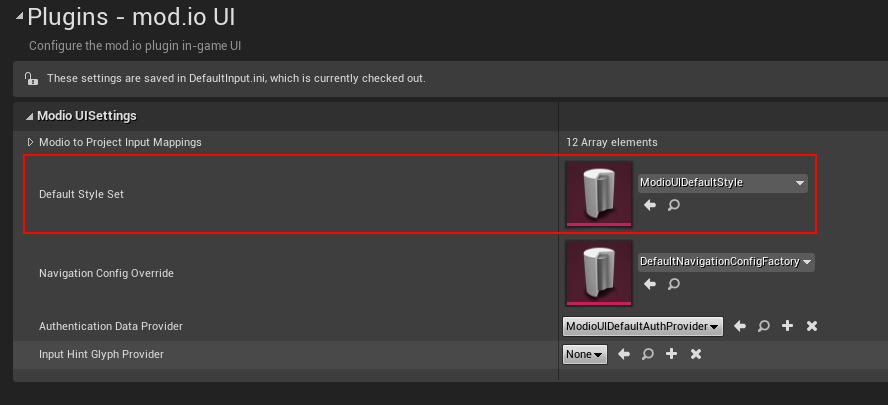 Plugins - mod.io UI
Configure the mod.io plugin in-game UI
These settings are saved in DefaultInput.ini, which is currently checked out.
Modio UISettings
Modio to Project Input Mappings 12 Array elements
Default Style Set ModioUIDefaultStyle
Navigation Config Override DefaultNavigationConfigFactory
Authentication Data Provider ModioUIDefaultAuthProvider
Input Hint Glyph Provider None